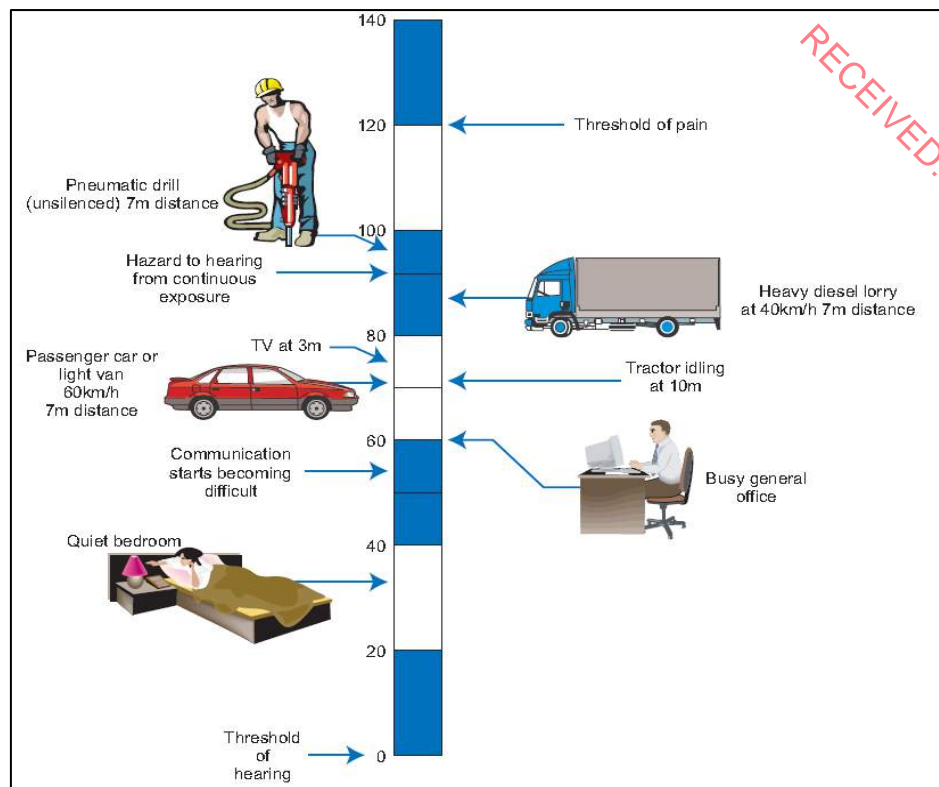 140
RECEIVED.
120
Threshold of pain
Pneumatic drill
(unsilenced) 7m distance
100
Hazard to hearing
from continuous
exposure
Heavy diesel lorry
at 40km/h 7m distance
80
TV at 3m
Passenger car or
light van
60km/h
7m distance
Tractor idling
at 10m
60
Communication
starts becoming
difficult
Busy general
office
Quiet bedroom
40
20
Threshold
of
hearing
0